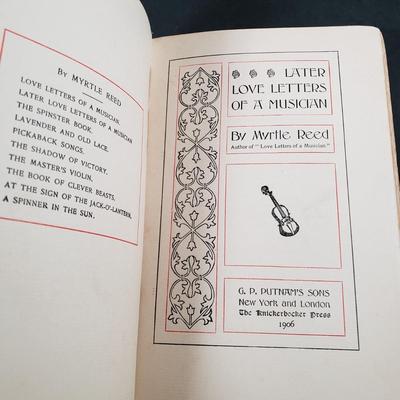 By MYRTLE REED
LOVE LETTERS OF A MUSICIAN.
LATER LOVE LETTERS OF A MUSICIAN
THE SPINSTER BOOK.
LAVENDER AND OLD LACE.
PICKABACK SONGS.
THE SHADOW OF VICTORY.
THE MASTER'S VIOLIN.
THE BOOK OF CLEVER BEASTS.
AT THE SIGN OF THE JACK-O'-LANTERN.
A SPINNER IN THE SUN.
LATER
LOVE LETTERS
OF A MUSICIAN
By Myrtle Reed
Author of "Love Letters of a Musician"
G. P. PUTNAM'S SONS
New York and London
The Knickerbocker Press
1906